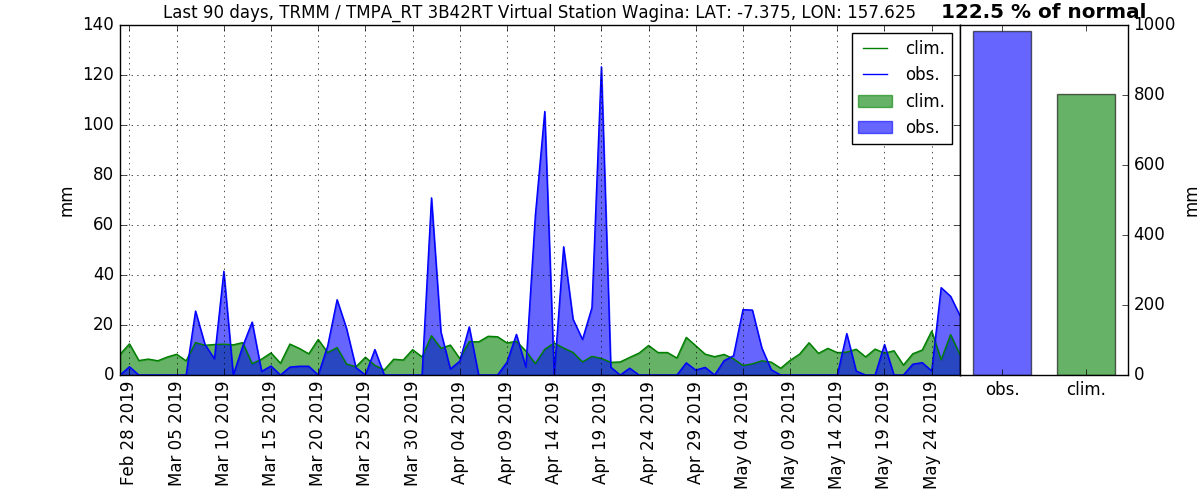 Last 90 days, TRMM / TMPA_RT 3B42RT Virtual Station Wagina: LAT: -7.375, LON: 157.625
122.5 % of normal
140
120
100
80
60
40
20
0
mm
clim.
obs.
clim.
obs.
1000
800
600
400
200
0
mm
Feb 28 2019
Mar 05 2019
Mar 10 2019
Mar 15 2019
Mar 20 2019
Mar 25 2019
Mar 30 2019
Apr 04 2019
Apr 09 2019
Apr 14 2019
Apr 19 2019
Apr 24 2019
Apr 29 2019
May 04 2019
May 09 2019
May 14 2019
May 19 2019
May 24 2019
obs.
clim.